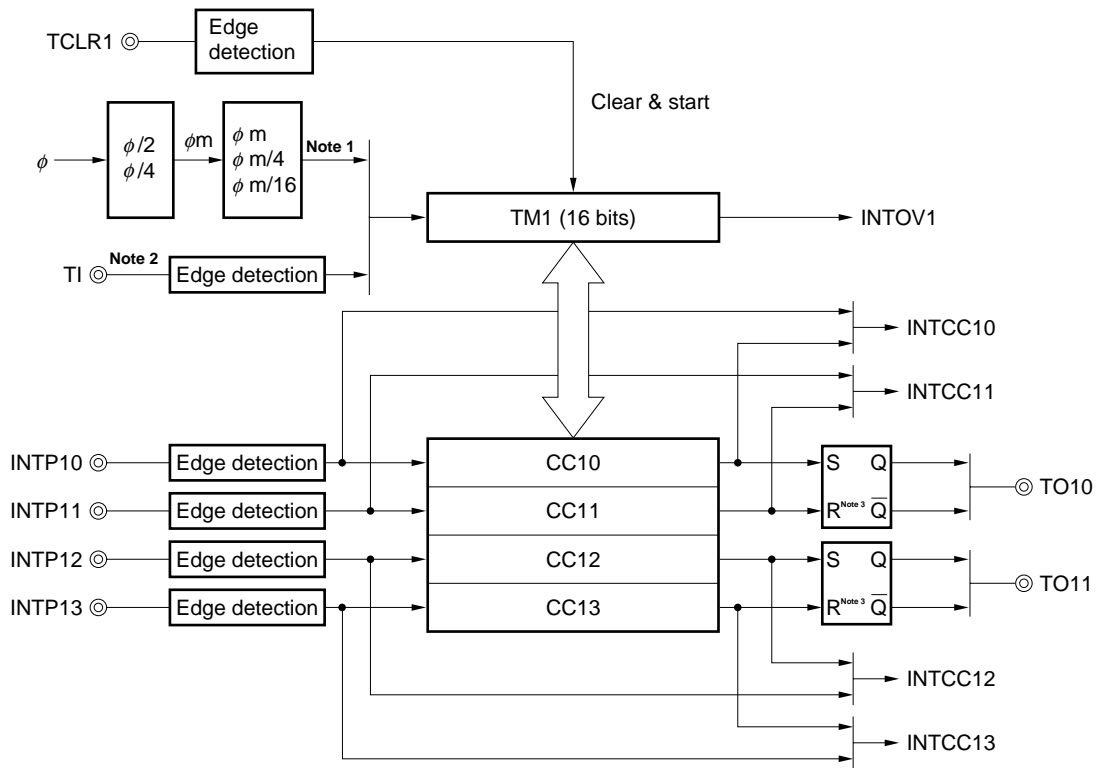 TCLR1
Edge
detection
Clear & start
ϕ
ϕ/2
ϕ/4
ϕm
ϕ m
ϕ m/4
ϕ m/16
Note 1
TM1 (16 bits)
INTOV1
TI
Note 2
Edge detection
INTCC10
INTCC11
INTP10
Edge detection
CC10
S Q
R Note 3 Q̅
TO10
INTP11
Edge detection
CC11
INTP12
Edge detection
CC12
S Q
R Note 3 Q̅
TO11
INTP13
Edge detection
CC13
INTCC12
INTCC13